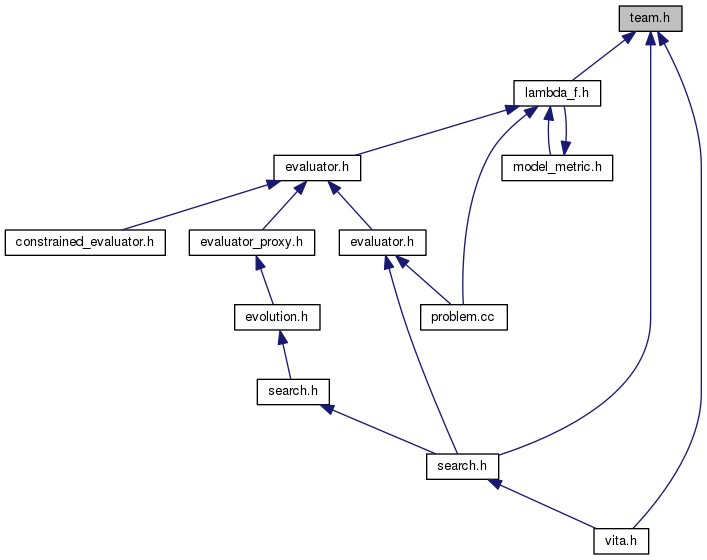 team.h
lambda_f.h
evaluator.h
model_metric.h
constrained_evaluator.h
evaluator_proxy.h
evaluator.h
evolution.h
problem.cc
search.h
search.h
vita.h